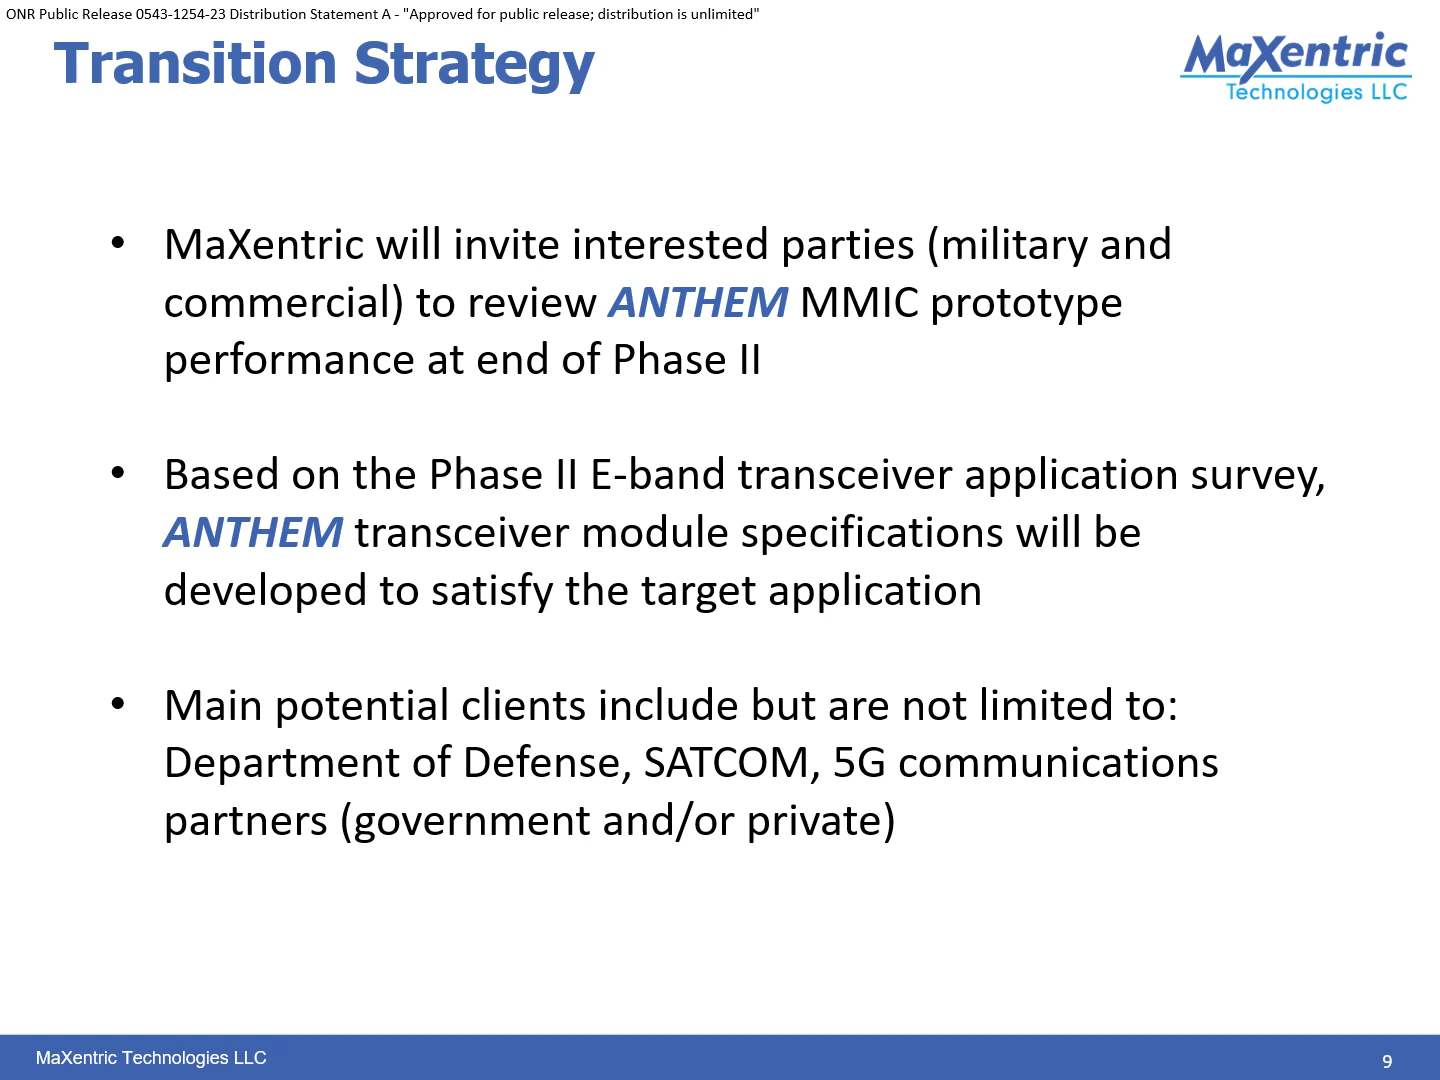 ONR Public Release 0543-1254-23 Distribution Statement A - "Approved for public release; distribution is unlimited"
Transition Strategy
MaXentric
Technologies LLC
• MaXentric will invite interested parties (military and
commercial) to review ANTHEM MMIC prototype
performance at end of Phase II
• Based on the Phase II E-band transceiver application survey,
ANTHEM transceiver module specifications will be
developed to satisfy the target application
• Main potential clients include but are not limited to:
Department of Defense, SATCOM, 5G communications
partners (government and/or private)
MaXentric Technologies LLC
9